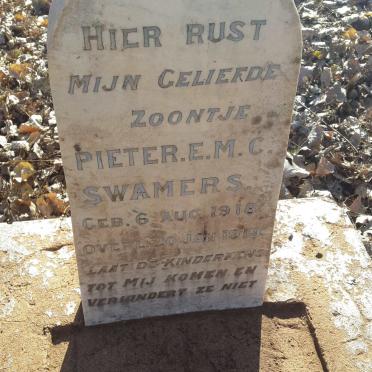 HIER RUST
MIJN GELIEFDE
ZOONTJE
PIETER.E.M.C.
SWAMERS.
GEB. 6 AUG 1918
JAN
LAAT DE KINDERKENS
TOT MIJ KOMEN EN
VERHINDERT ZE NIET